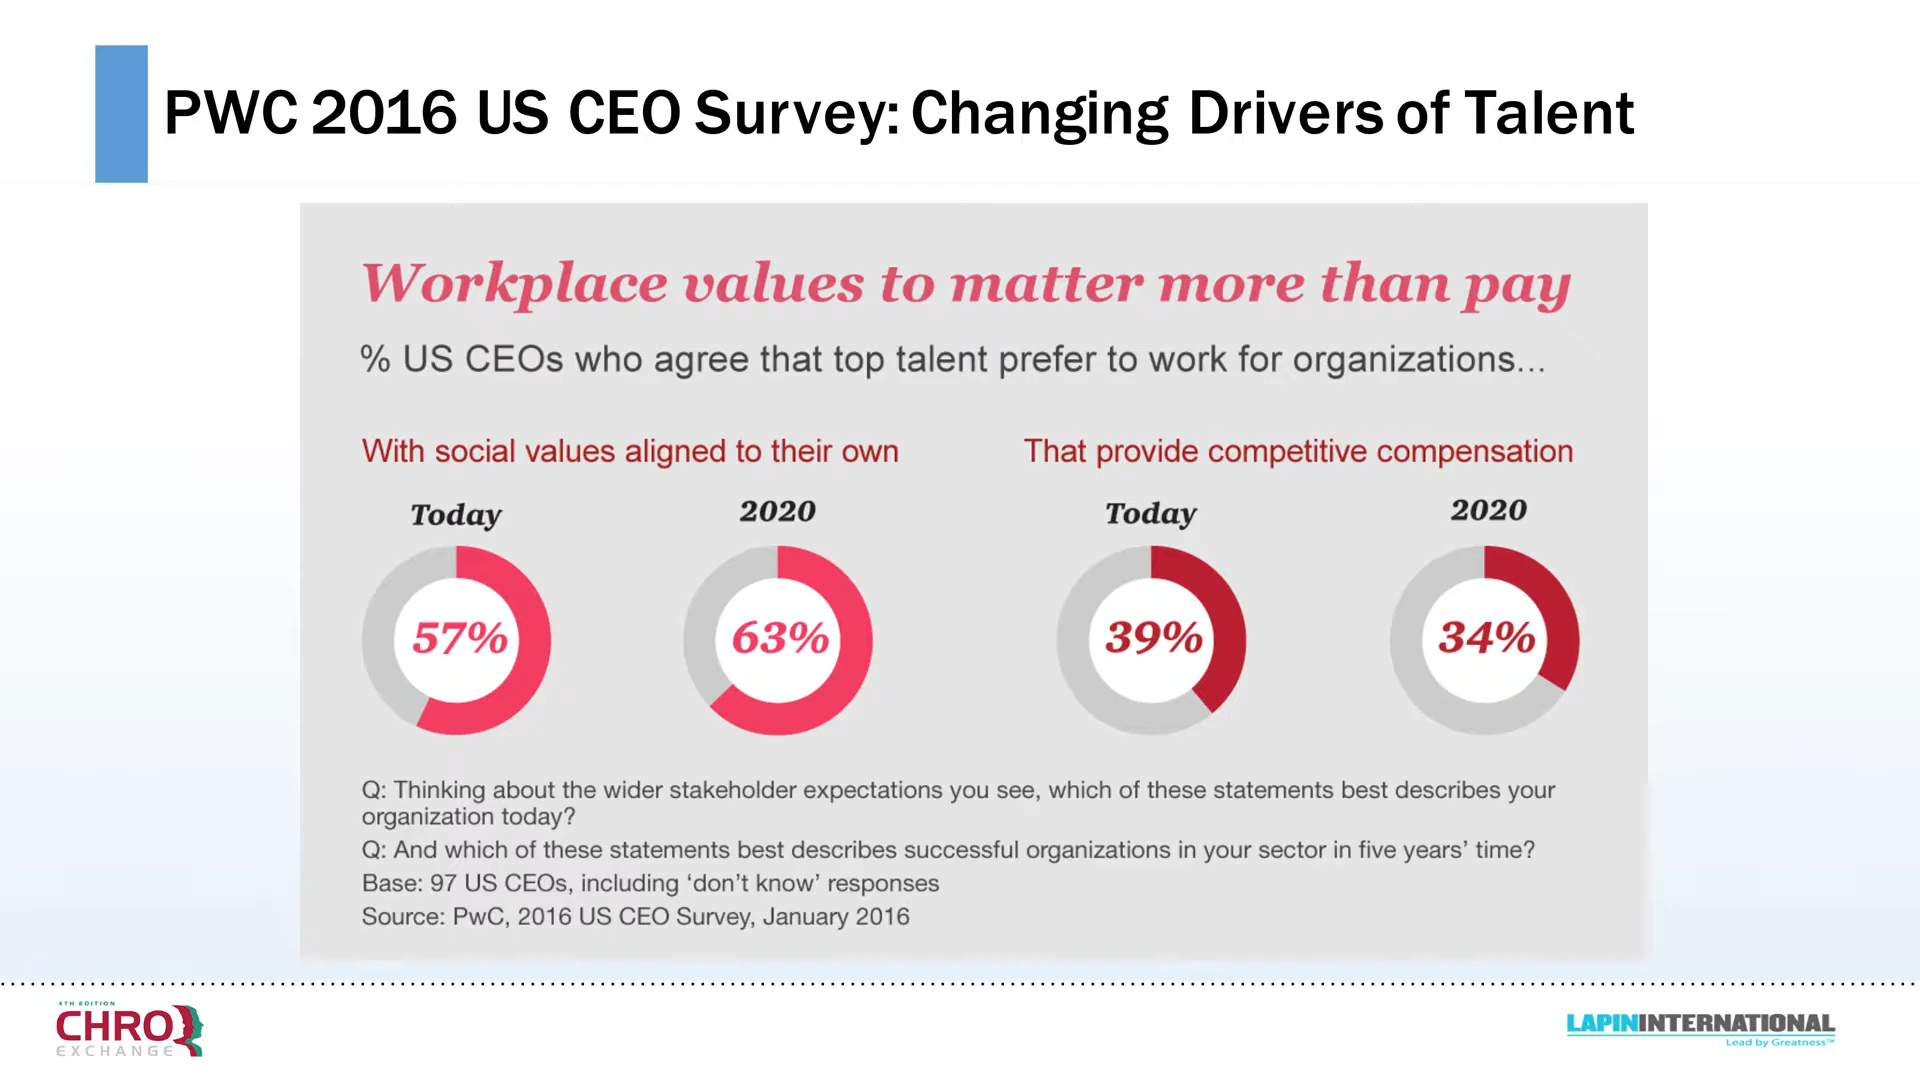 PWC 2016 US CEO Survey: Changing Drivers of Talent
Workplace values to matter more than pay
% US CEOs who agree that top talent prefer to work for organizations...
With social values aligned to their own
That provide competitive compensation
Today
2020
Today
2020
57%
63%
39%
34%
Q: Thinking about the wider stakeholder expectations you see, which of these statements best describes your
organization today?
Q: And which of these statements best describes successful organizations in your sector in five years’ time?
Base: 97 US CEOs, including ‘don’t know’ responses
Source: PwC, 2016 US CEO Survey, January 2016
4TH EDITION
CHRO
EXCHANGE
LAPININTERNATIONAL
Lead by Greatness™